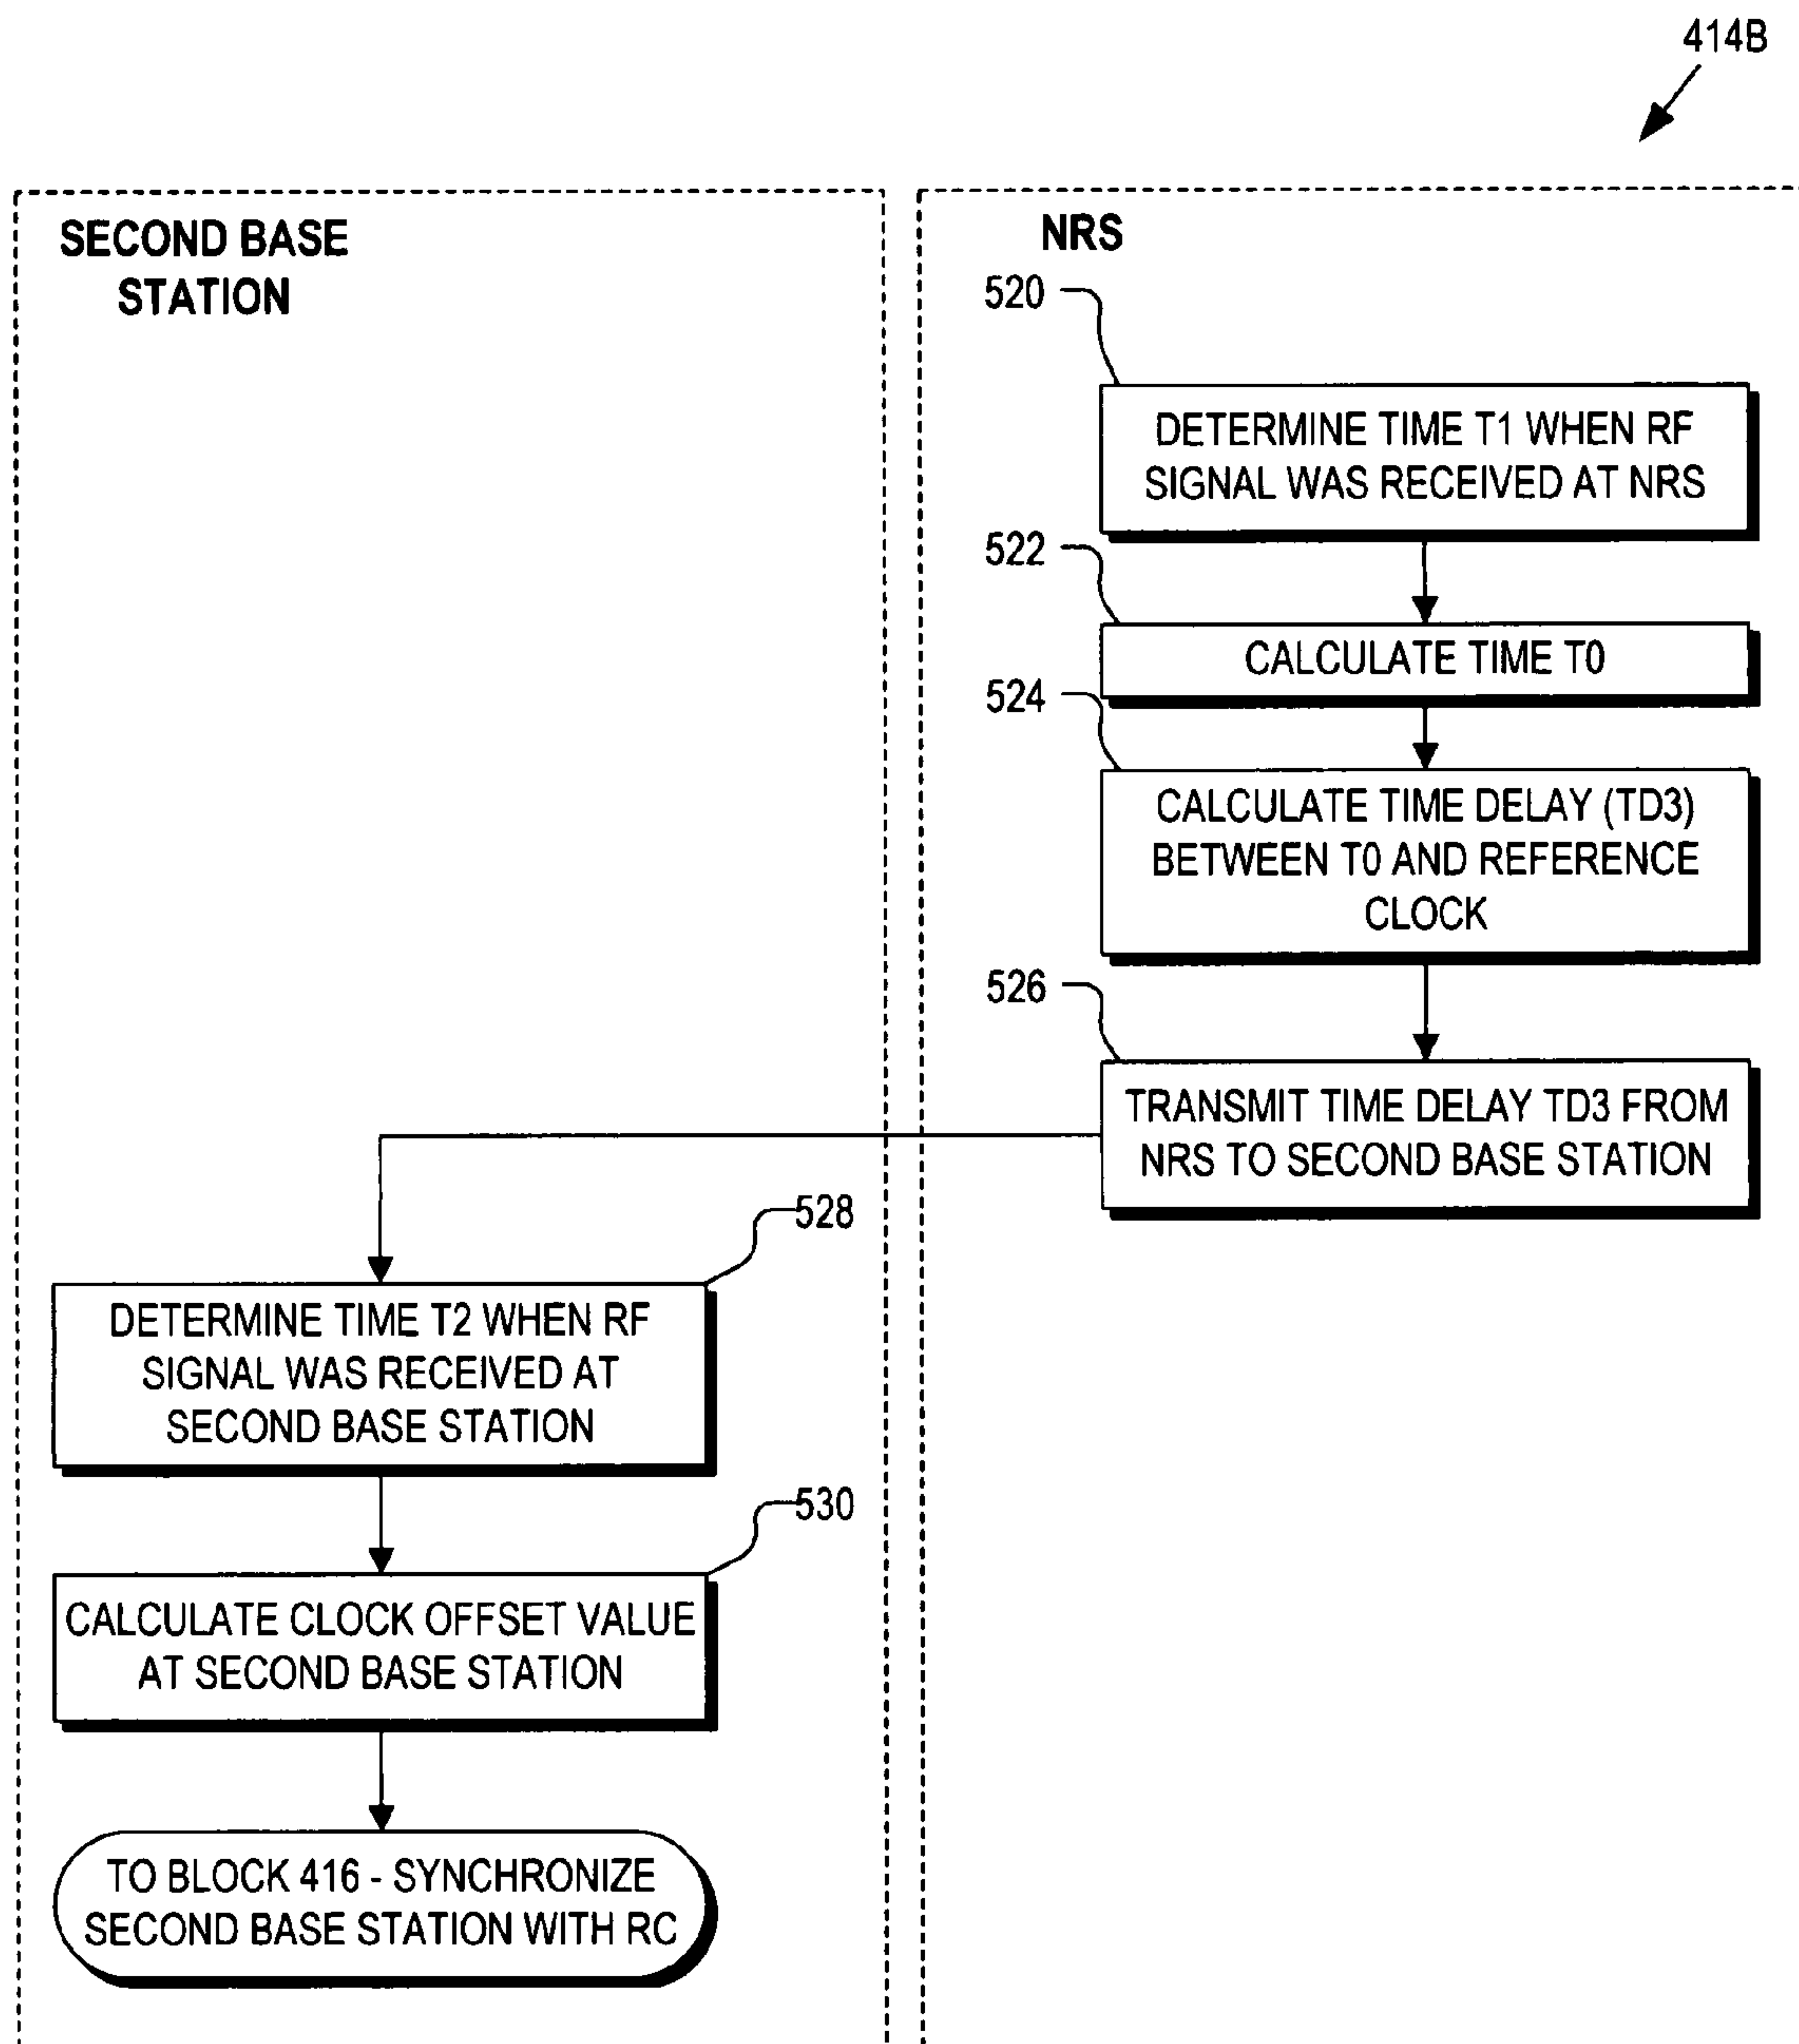 414B
SECOND BASE
STATION
NRS
520
DETERMINE TIME T1 WHEN RF
SIGNAL WAS RECEIVED AT NRS
522
CALCULATE TIME T0
524
CALCULATE TIME DELAY (TD3)
BETWEEN T0 AND REFERENCE
CLOCK
526
TRANSMIT TIME DELAY TD3 FROM
NRS TO SECOND BASE STATION
528
DETERMINE TIME T2 WHEN RF
SIGNAL WAS RECEIVED AT
SECOND BASE STATION
530
CALCULATE CLOCK OFFSET VALUE
AT SECOND BASE STATION
TO BLOCK 416 - SYNCHRONIZE
SECOND BASE STATION WITH RC